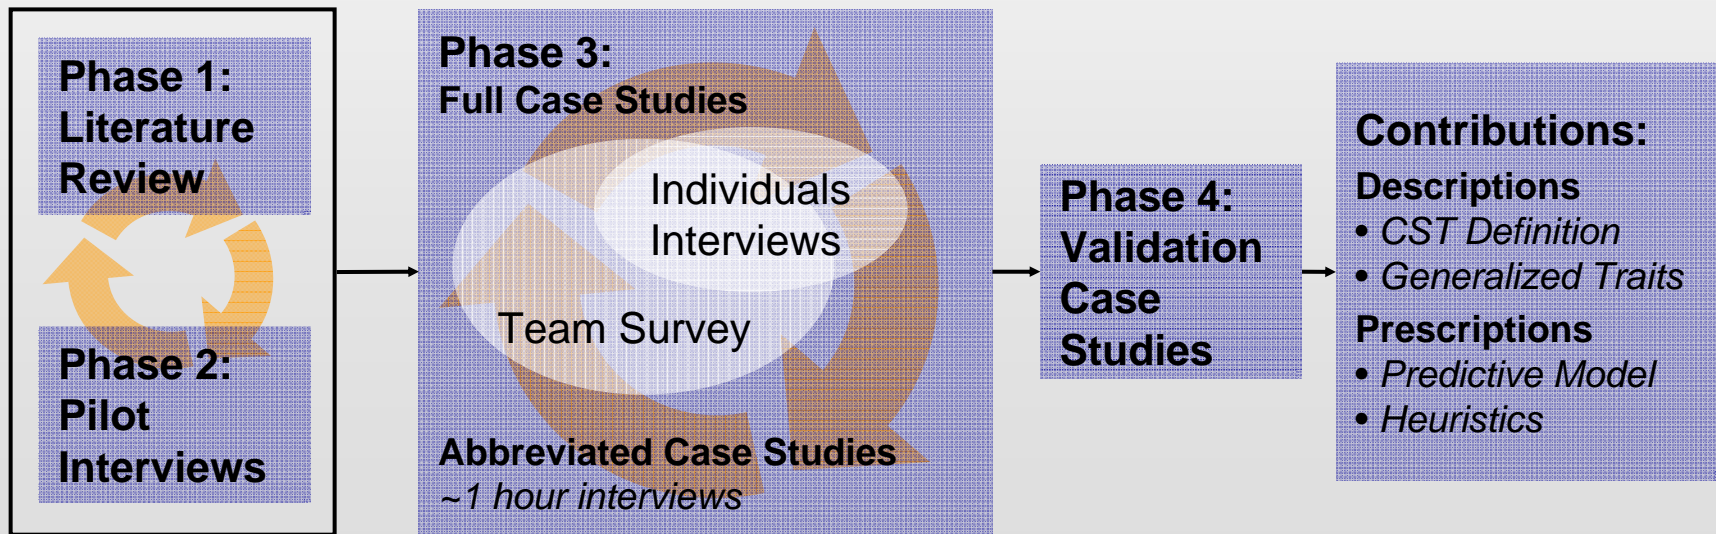 Phase 1:
Literature
Review
Phase 2:
Pilot
Interviews
Phase 3:
Full Case Studies
Individuals
Interviews
Team Survey
Abbreviated Case Studies
~1 hour interviews
Phase 4:
Validation
Case
Studies
Contributions:
Descriptions
• CST Definition
• Generalized Traits
Prescriptions
• Predictive Model
• Heuristics